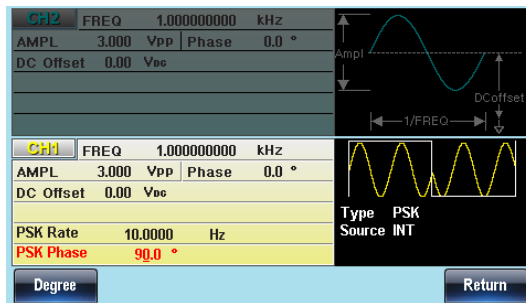 CH2 FREQ 1.000000000 kHz
AMPL 3.000 VPP Phase 0.0 °
DC Offset 0.00 VDC
Ampl
DCoffset
1/FREQ
CH1 FREQ 1.000000000 kHz
AMPL 3.000 VPP Phase 0.0 °
DC Offset 0.00 VDC
Type PSK
Source INT
PSK Rate 10.0000 Hz
PSK Phase 90.0 °
Degree
Return